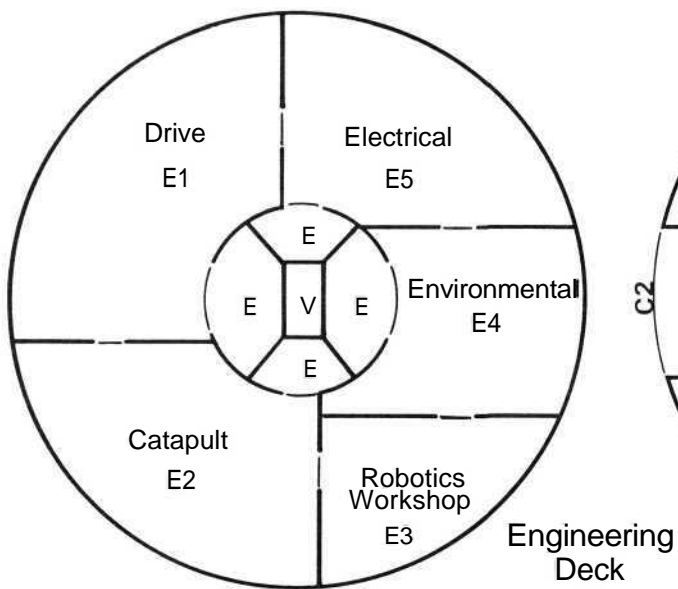 Drive
E1
Electrical
E5
E
E
V
E
Environmental
E4
E
Catapult
E2
Robotics
Workshop
E3
Engineering
Deck
C2